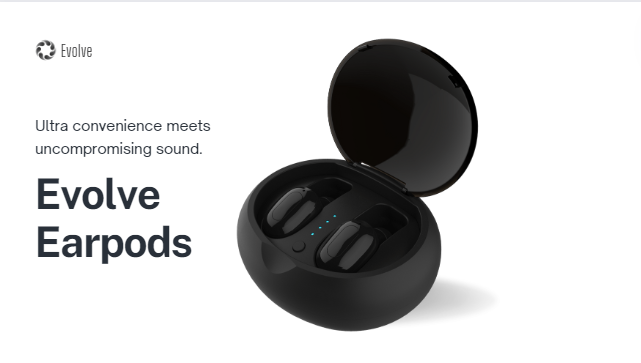 Evolve
Ultra convenience meets
uncompromising sound.
Evolve
Earpods